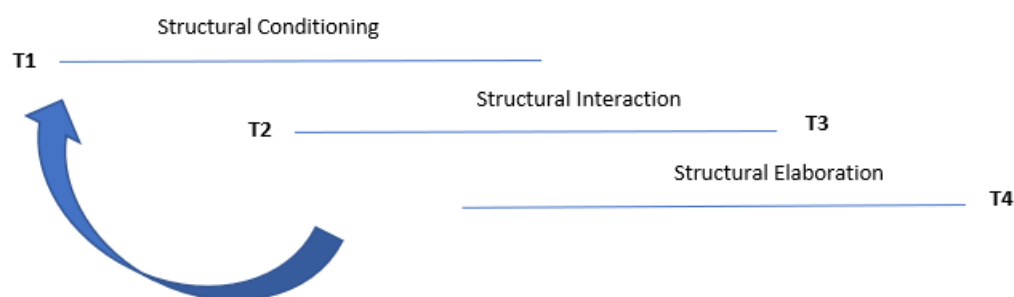 Structural Conditioning
T1
Structural Interaction
T2
T3
Structural Elaboration
T4